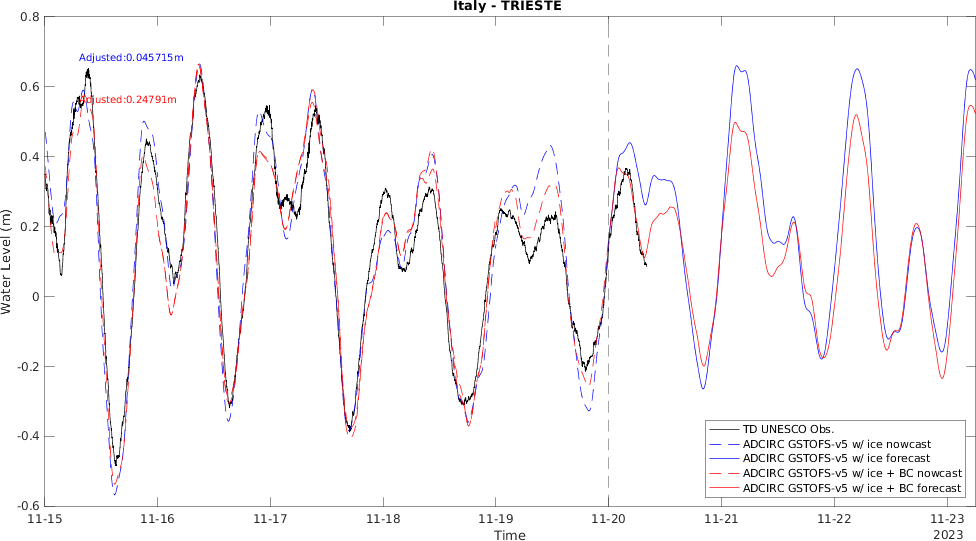 Italy - TRIESTE
Adjusted:0.045715m
Adjusted:0.24791m
0.8
0.6
0.4
0.2
0
-0.2
-0.4
-0.6
Water Level (m)
TD UNESCO Obs.
ADCIRC GSTOFS-v5 w/ ice nowcast
ADCIRC GSTOFS-v5 w/ ice forecast
ADCIRC GSTOFS-v5 w/ ice + BC nowcast
ADCIRC GSTOFS-v5 w/ ice + BC forecast
11-15 11-16 11-17 11-18 11-19 11-20 11-21 11-22 11-23
Time 2023